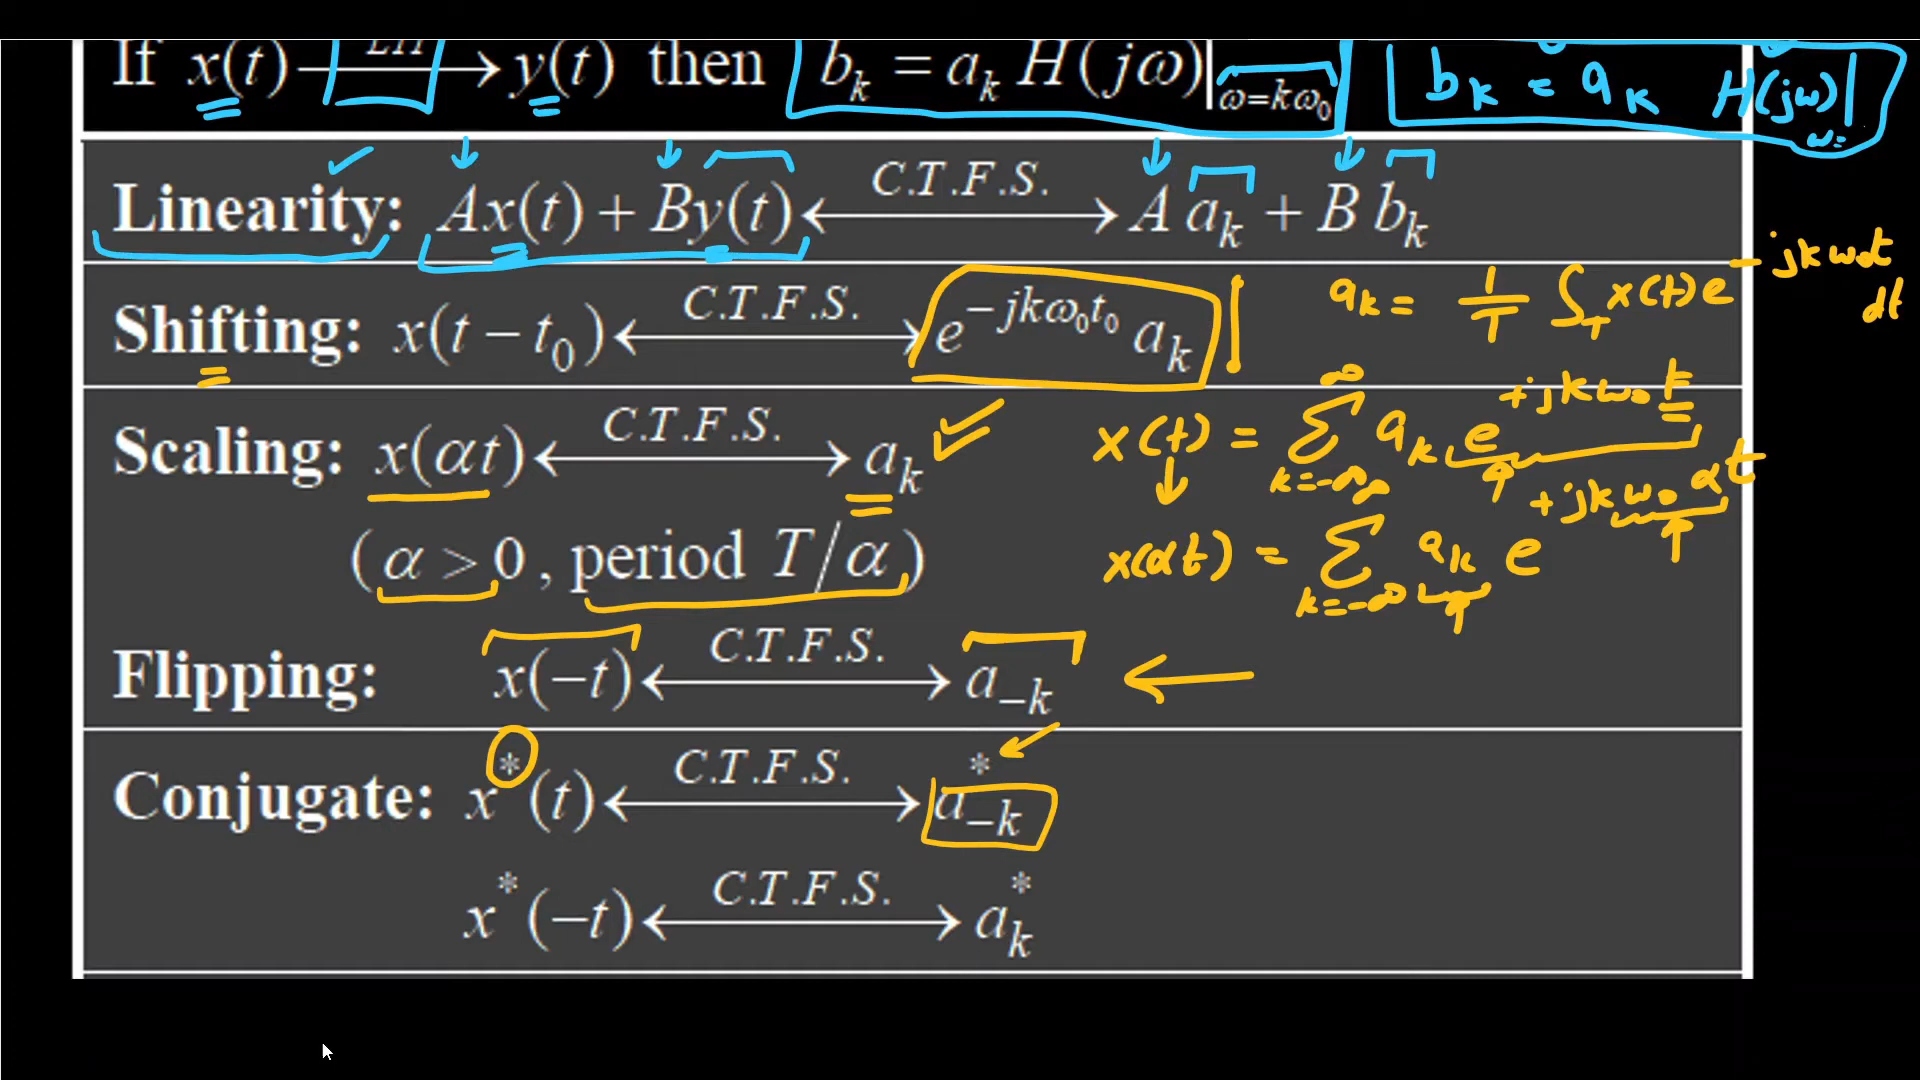 If x(t) ⟶ y(t) then b_k = a_k H(jω)|_{ω=kω₀}
b_k = a_k H(jω)|
ω=
Linearity: Ax(t) + By(t) ⟷ C.T.F.S. A a_k + B b_k
Shifting: x(t − t₀) ⟷ C.T.F.S. e^{−jkω₀t₀} a_k
a_k = 1/T ∫_T x(t) e^{−jkω₀t} dt
Scaling: x(αt) ⟷ C.T.F.S. a_k
x(t) = ∑_{k=-∞}^{∞} a_k e^{+jkω₀t}
(α > 0, period T/α)
x(αt) = ∑_{k=-∞}^{∞} a_k e^{+jkω₀αt}
Flipping: x(−t) ⟷ C.T.F.S. a_{−k}
Conjugate: x*(t) ⟷ C.T.F.S. a*_{−k}
x*(−t) ⟷ C.T.F.S. a*_k